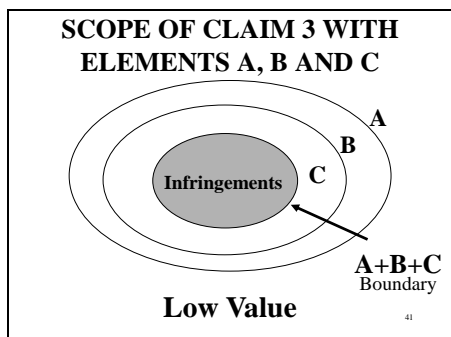 SCOPE OF CLAIM 3 WITH
ELEMENTS A, B AND C
A
B
C
Infringements
A+B+C
Boundary
Low Value
41